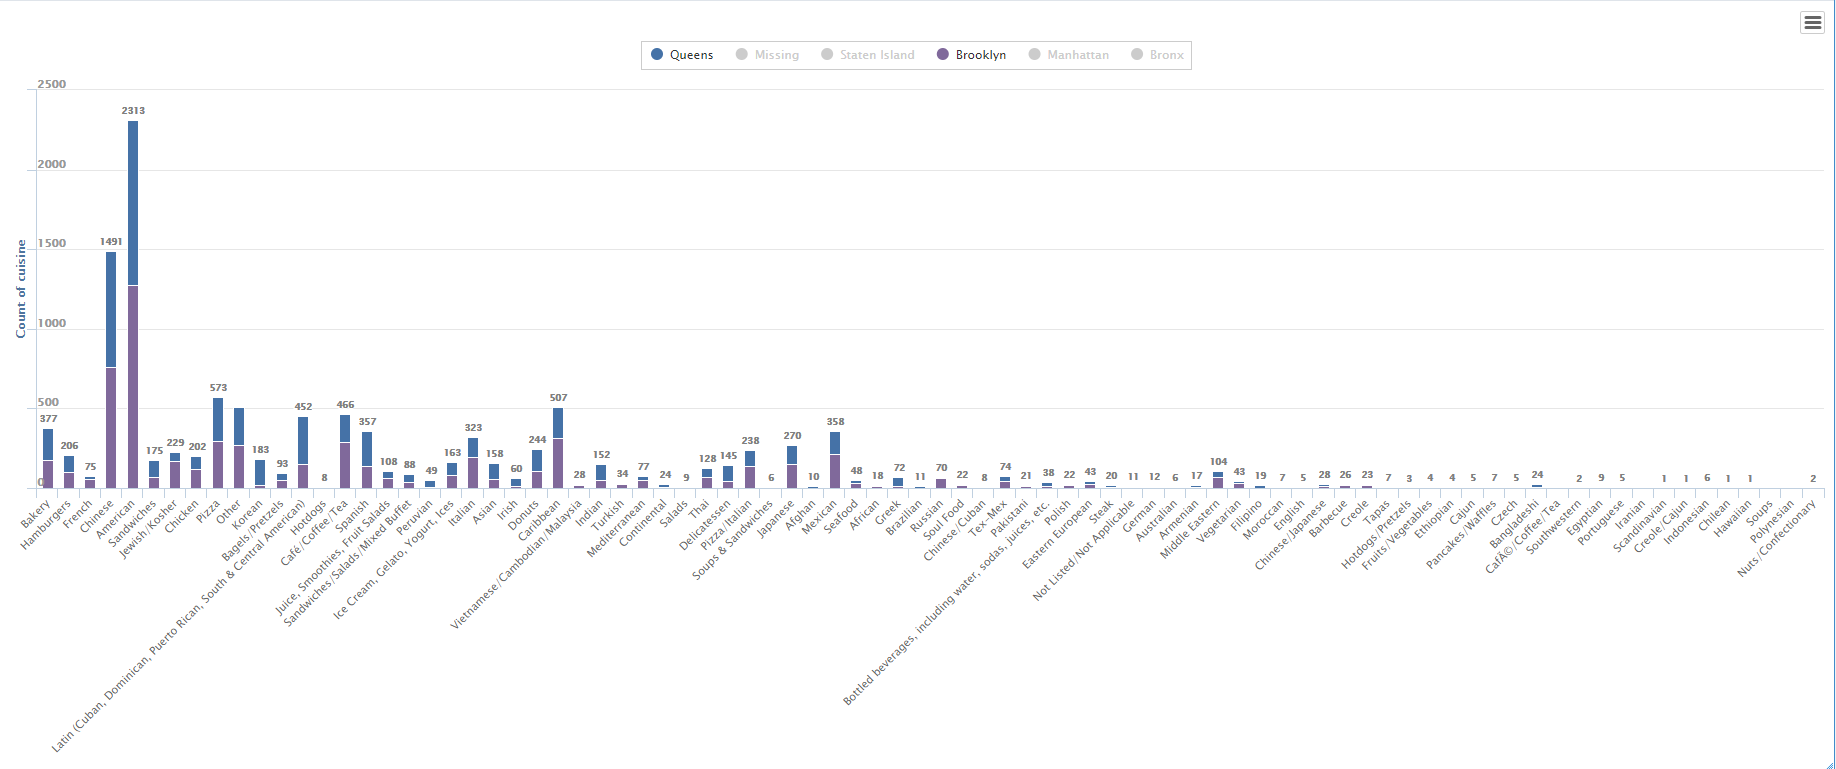 Queens Missing Staten Island Brooklyn Manhattan Bronx
Count of cuisine
2500
2000
1500
1000
500
0
377
206
75
1491
2313
175
229
202
573
183
93
452
8
466
357
108
88
49
163
323
158
60
244
507
28
152
34
77
24
9
128
145
238
6
270
10
358
48
18
72
11
70
22
8
74
21
38
22
43
20
11
12
6
17
104
43
19
7
5
28
26
23
7
3
4
4
5
7
5
24
2
9
5
1
1
6
1
1
2
Bakery
Hamburgers
French
Chinese
American
Sandwiches
Jewish/Kosher
Chicken
Pizza
Other
Korean
Bagels/Pretzels
Latin (Cuban, Dominican, Puerto Rican, South & Central American)
Hotdogs
Café/Coffee/Tea
Spanish
Juice, Smoothies, Fruit Salads
Sandwiches/Salads/Mixed Buffet
Peruvian
Ice Cream, Gelato, Yogurt, Ices
Italian
Asian
Irish
Donuts
Caribbean
Vietnamese/Cambodian/Malaysia
Indian
Turkish
Mediterranean
Continental
Salads
Thai
Delicatessen
Pizza/Italian
Soups & Sandwiches
Japanese
Afghan
Mexican
Seafood
African
Greek
Brazilian
Russian
Soul Food
Chinese/Cuban
Tex-Mex
Pakistani
Bottled beverages, including water, sodas, juices, etc.
Polish
Eastern European
Steak
Not Listed/Not Applicable
German
Australian
Armenian
Middle Eastern
Vegetarian
Filipino
Moroccan
English
Chinese/Japanese
Barbecue
Creole
Tapas
Hotdogs/Pretzels
Fruits/Vegetables
Ethiopian
Cajun
Pancakes/Waffles
Czech
Bangladeshi
CafÃ©/Coffee/Tea
Southwestern
Egyptian
Portuguese
Iranian
Scandinavian
Creole/Cajun
Indonesian
Chilean
Hawaiian
Soups
Polynesian
Nuts/Confectionary